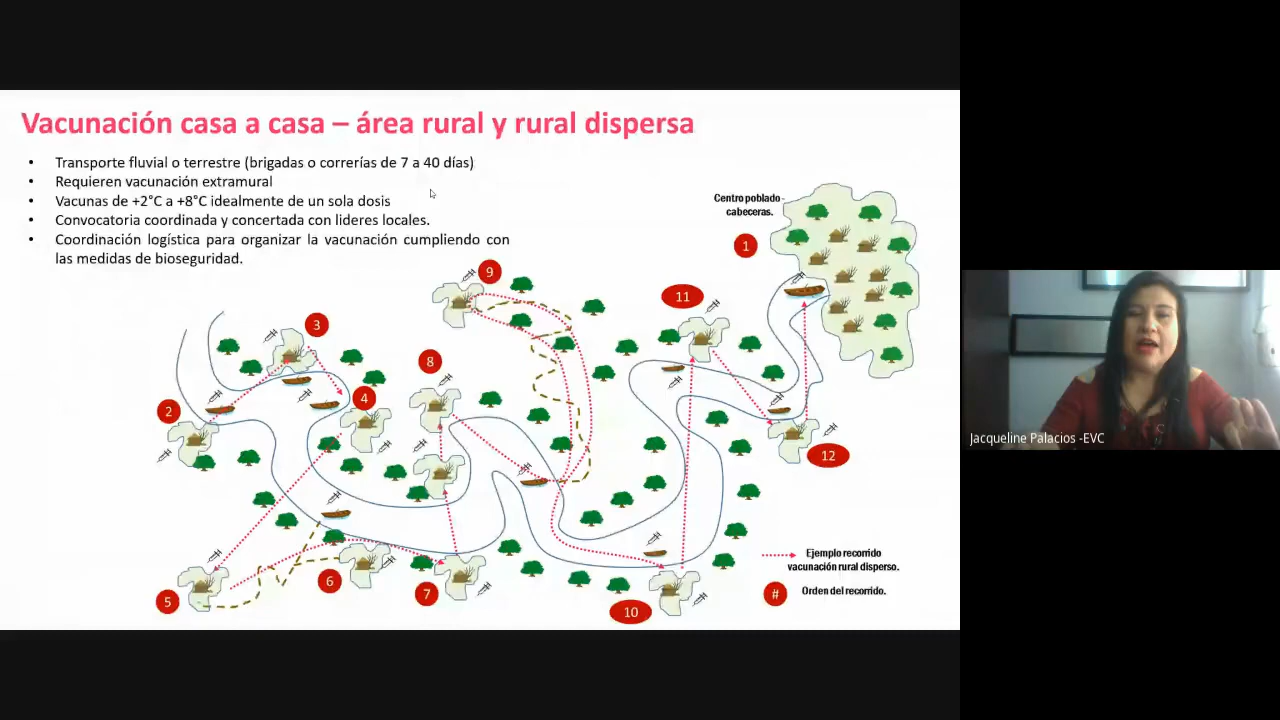 Vacunación casa a casa – área rural y rural dispersa
• Transporte fluvial o terrestre (brigadas o correrías de 7 a 40 días)
• Requieren vacunación extramural
• Vacunas de +2°C a +8°C idealmente de un sola dosis
• Convocatoria coordinada y concertada con lideres locales.
• Coordinación logística para organizar la vacunación cumpliendo con
las medidas de bioseguridad.
Centro poblado-
cabeceras.
1
9
11
3
8
4
2
12
6
7
5
10
Ejemplo recorrido
vacunación rural disperso.
# Orden del recorrido.
Jacqueline Palacios -EVC